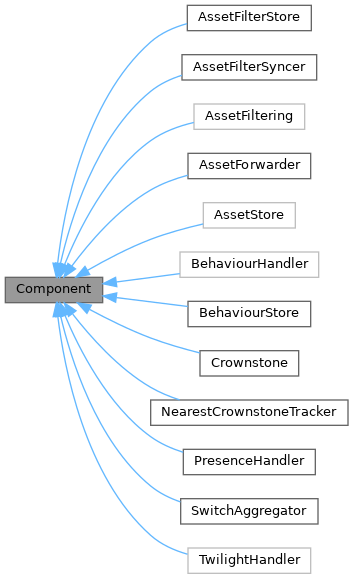 AssetFilterStore
AssetFilterSyncer
AssetFiltering
AssetForwarder
AssetStore
BehaviourHandler
Component
BehaviourStore
Crownstone
NearestCrownstoneTracker
PresenceHandler
SwitchAggregator
TwilightHandler